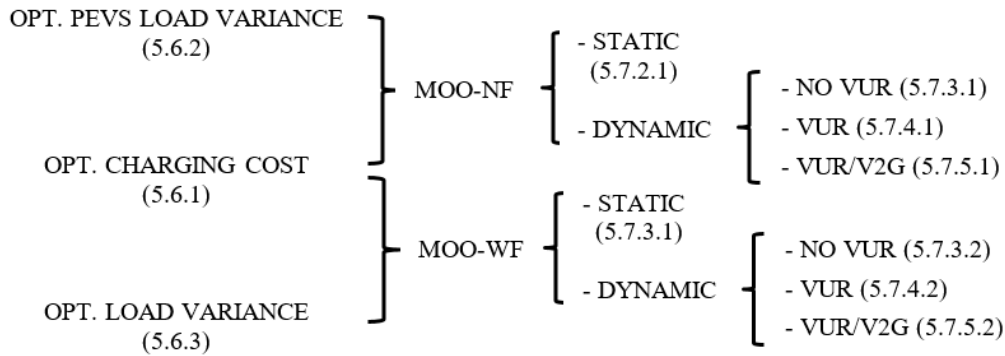 OPT. PEVS LOAD VARIANCE
(5.6.2)
OPT. CHARGING COST
(5.6.1)
OPT. LOAD VARIANCE
(5.6.3)
MOO-NF
- STATIC
(5.7.2.1)
- DYNAMIC
- NO VUR (5.7.3.1)
- VUR (5.7.4.1)
- VUR/V2G (5.7.5.1)
MOO-WF
- STATIC
(5.7.3.1)
- DYNAMIC
- NO VUR (5.7.3.2)
- VUR (5.7.4.2)
- VUR/V2G (5.7.5.2)